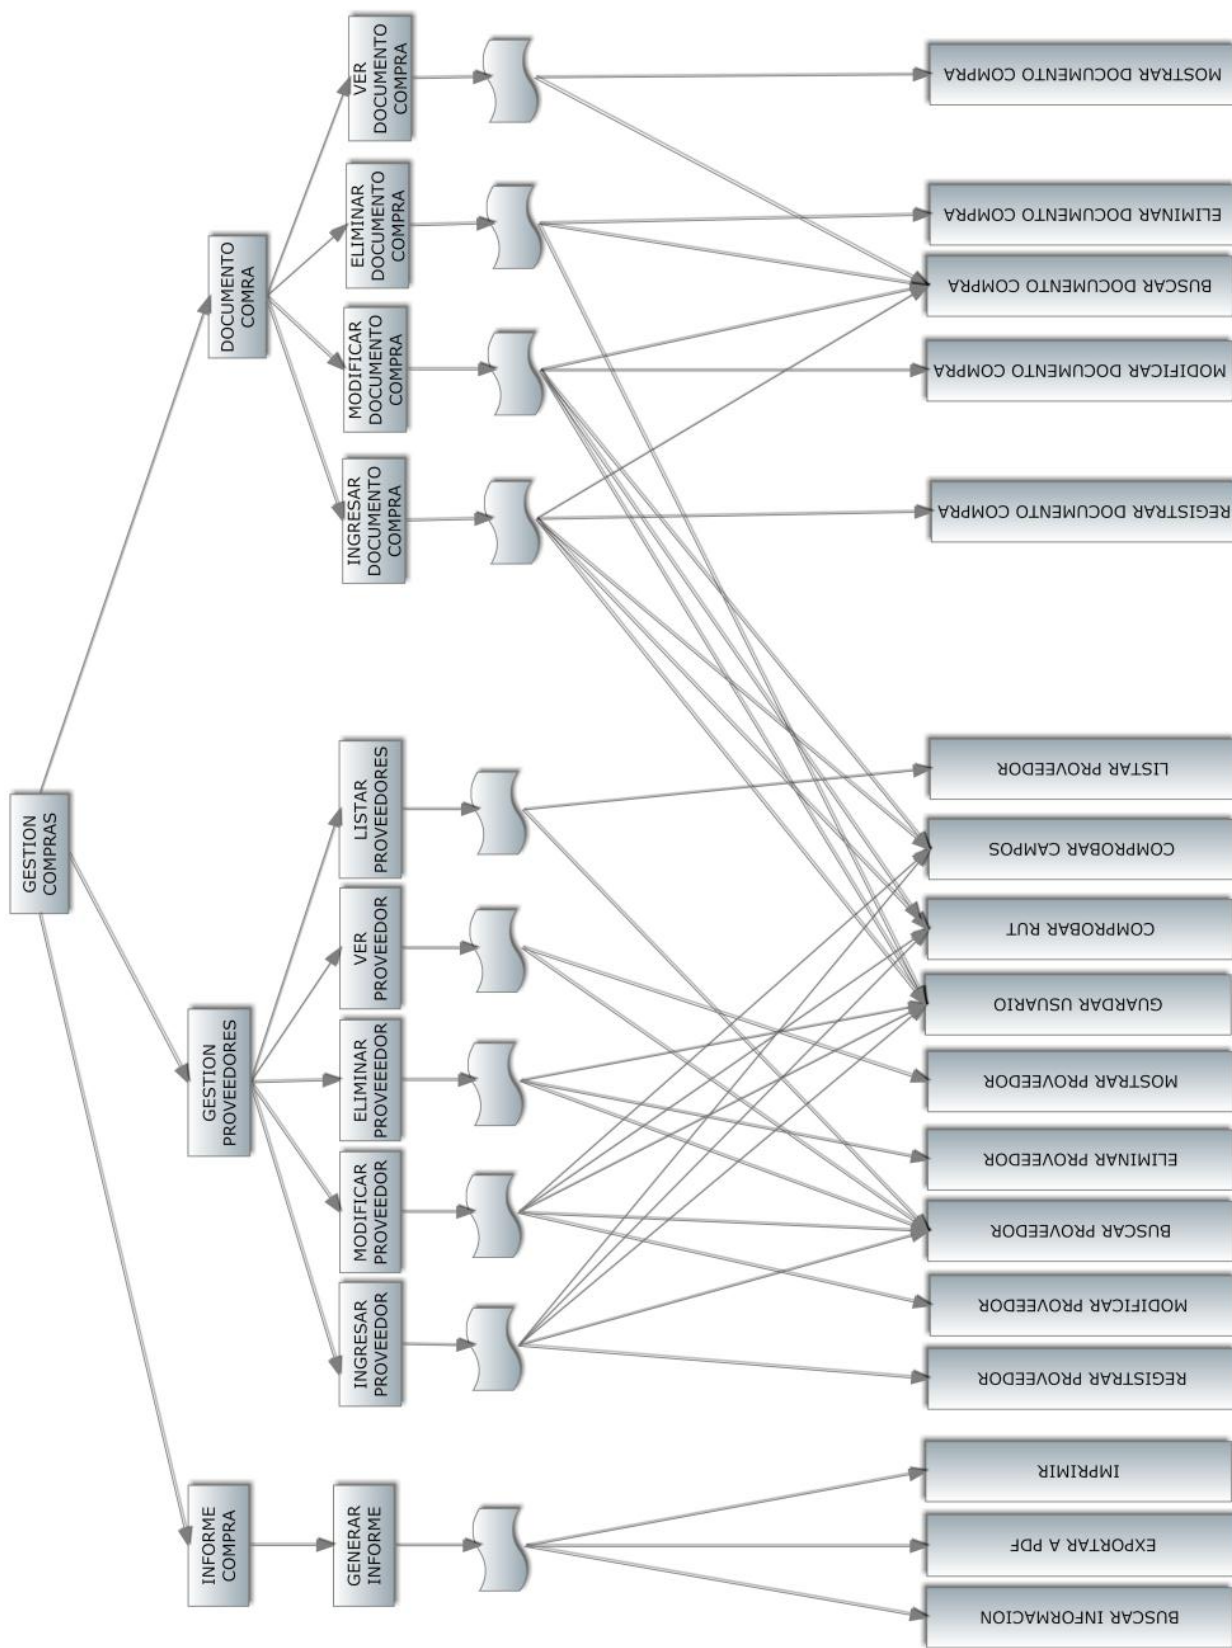 GESTION
COMPRAS
INFORME
COMPRA
GESTION
PROVEEDORES
DOCUMENTO
COMRA
GENERAR
INFORME
INGRESAR
PROVEEDOR
MODIFICAR
PROVEEDOR
ELIMINAR
PROVEEEDOR
VER
PROVEEDOR
LISTAR
PROVEEDORES
INGRESAR
DOCUMENTO
COMPRA
MODIFICAR
DOCUMENTO
COMPRA
ELIMINAR
DOCUMENTO
COMPRA
VER
DOCUMENTO
COMPRA
BUSCAR INFORMACION
EXPORTAR A PDF
IMPRIMIR
REGISTRAR PROVEEDOR
MODIFICAR PROVEEDOR
BUSCAR PROVEEDOR
ELIMINAR PROVEEDOR
MOSTRAR PROVEEDOR
GUARDAR USUARIO
COMPROBAR RUT
COMPROBAR CAMPOS
LISTAR PROVEEDOR
REGISTRAR DOCUMENTO COMPRA
MODIFICAR DOCUMENTO COMPRA
BUSCAR DOCUMENTO COMPRA
ELIMINAR DOCUMENTO COMPRA
MOSTRAR DOCUMENTO COMPRA